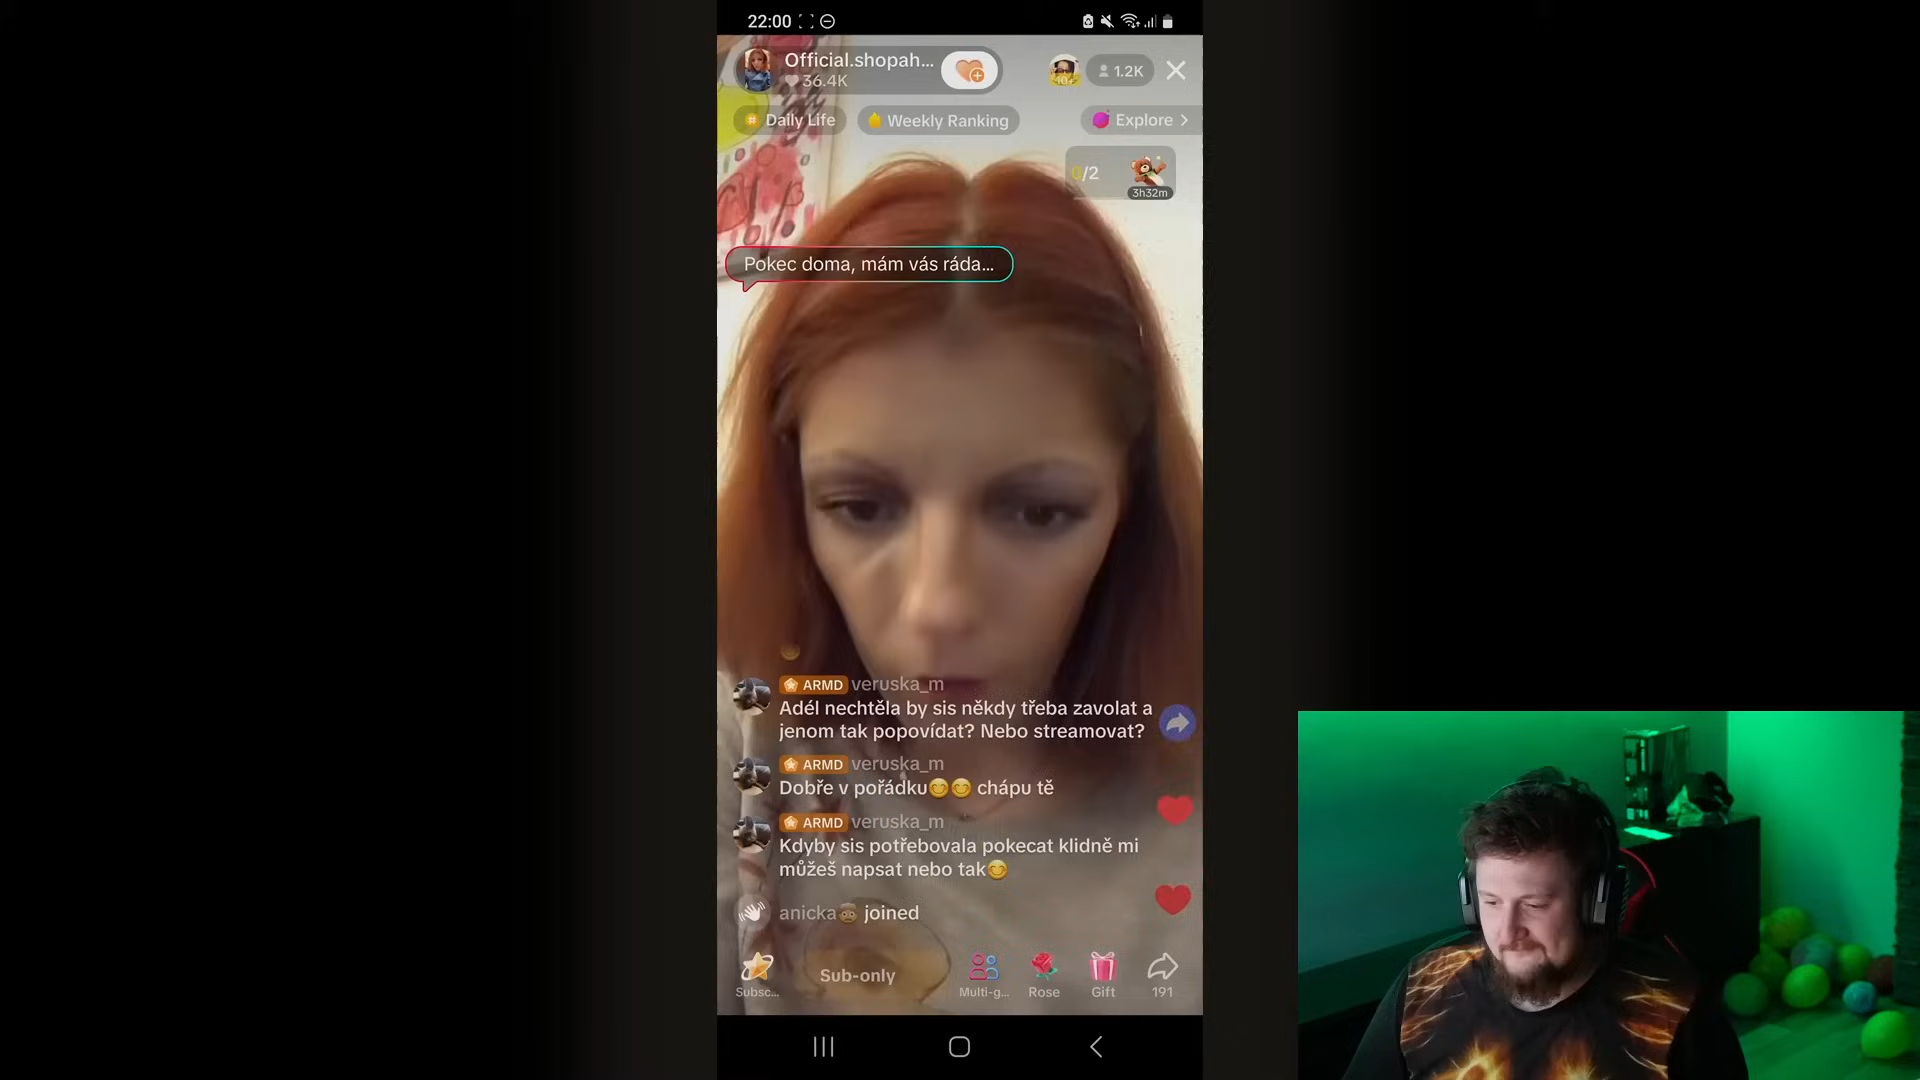 22:00
Official.shopah...
36.4K
1.2K
Daily Life
Weekly Ranking
Explore
0/2
3h32m
Pokec doma, mám vás ráda...
ARMD veruska_m
Adél nechtěla by sis někdy třeba zavolat a
jenom tak popovídat? Nebo streamovat?
ARMD veruska_m
Dobře v pořádku😊😊 chápu tě
ARMD veruska_m
Kdyby sis potřebovala pokecat klidně mi
můžeš napsat nebo tak😊
anicka joined
Sub-only
Subsc...
Multi-g...
Rose
Gift
191